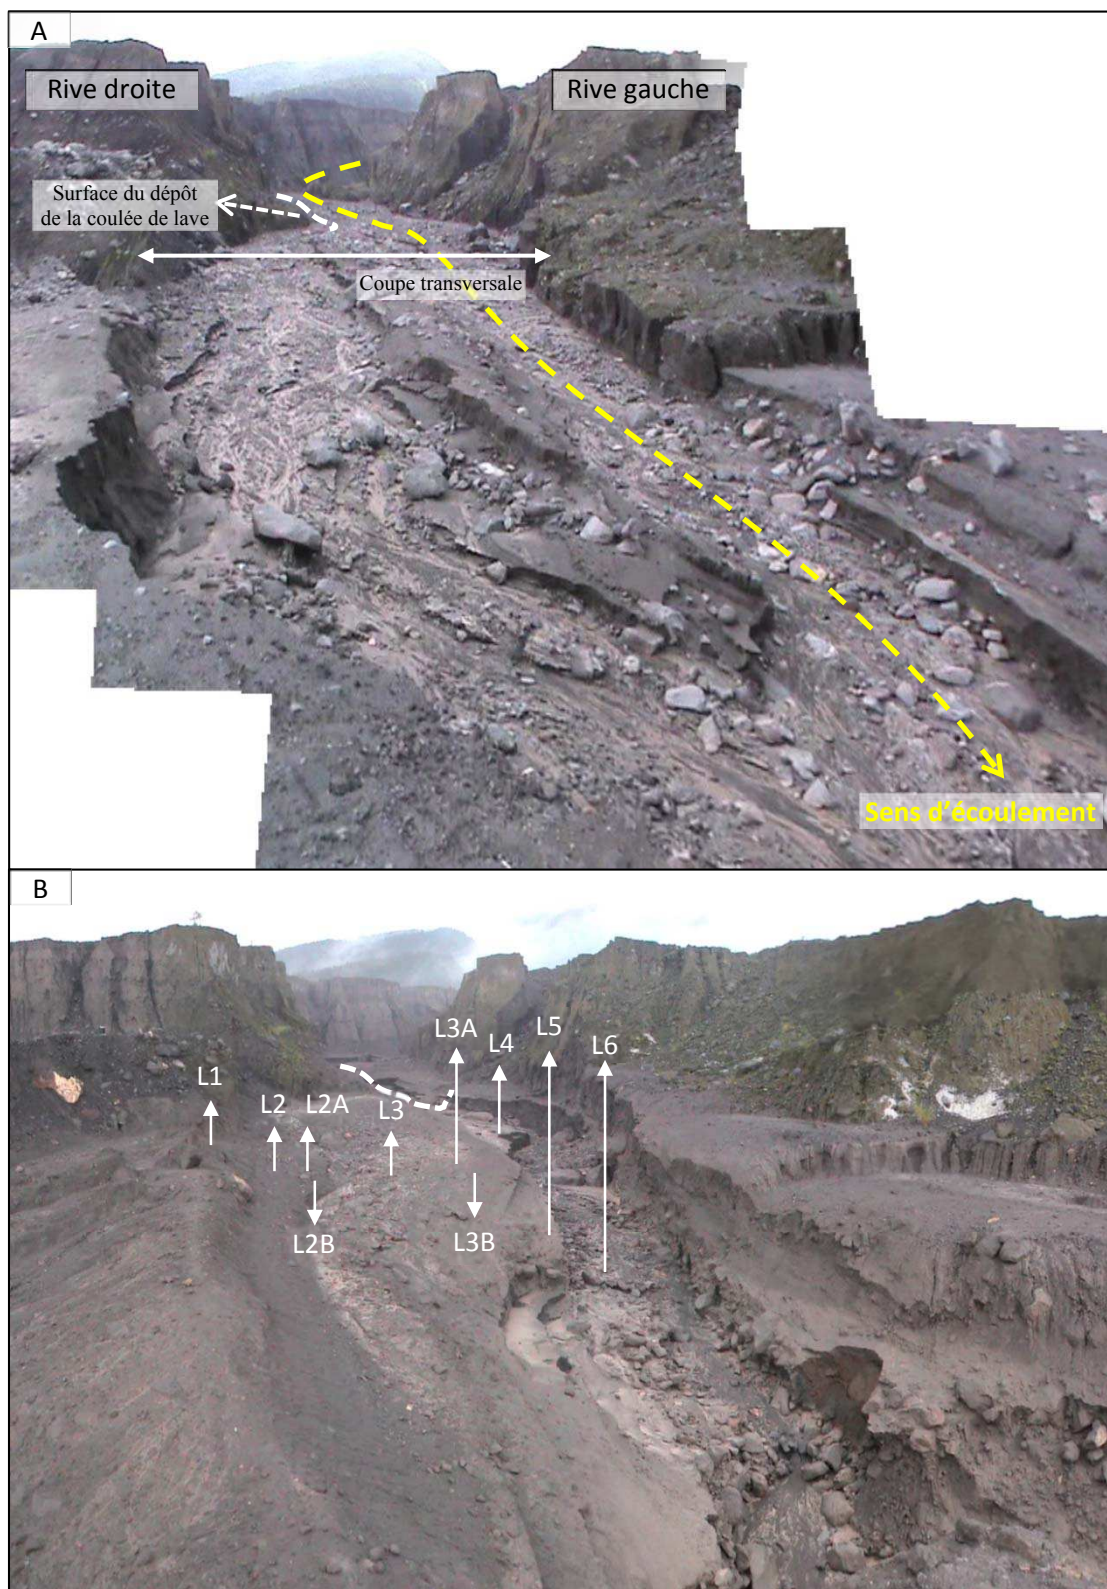 A
Rive droite
Rive gauche
Surface du dépôt
de la coulée de lave
Coupe transversale
Sens d'écoulement
B
L3A
L4
L5
L6
L1
L2
L2A
L3
L2B
L3B